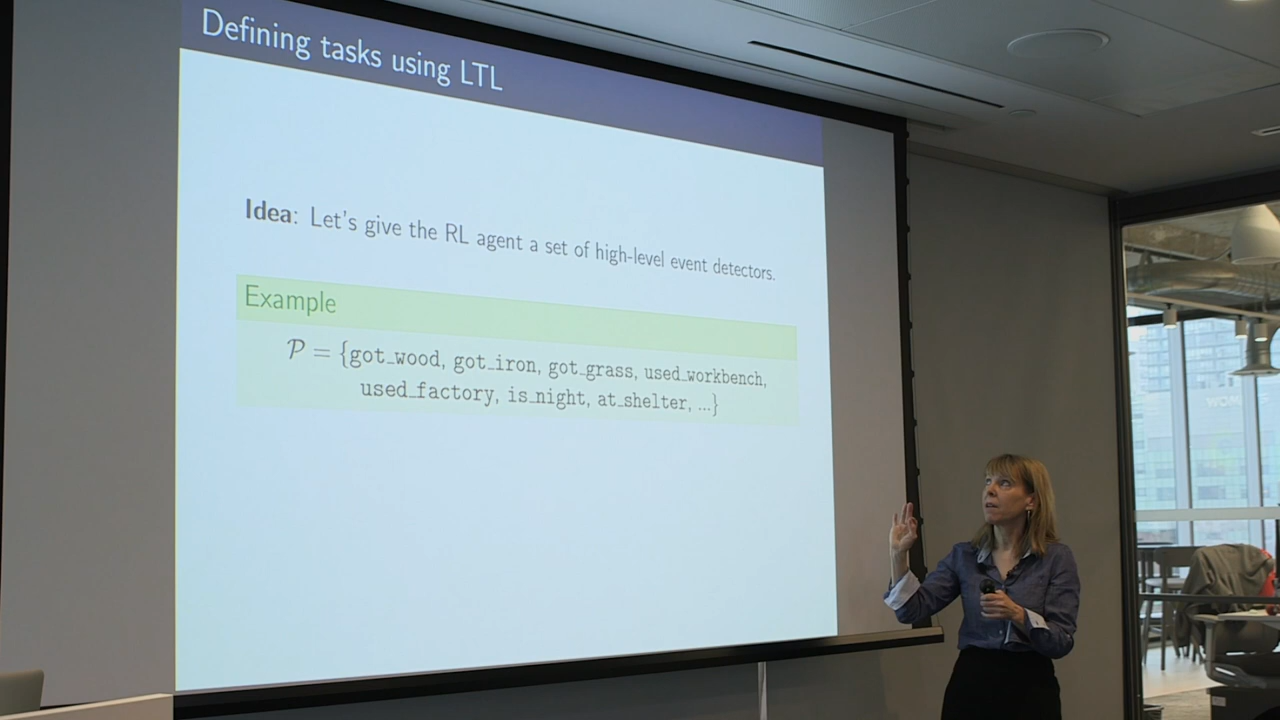 Defining tasks using LTL
Idea: Let's give the RL agent a set of high-level event detectors.
Example
𝒫 = {got_wood, got_iron, got_grass, used_workbench,
used_factory, is_night, at_shelter, ...}